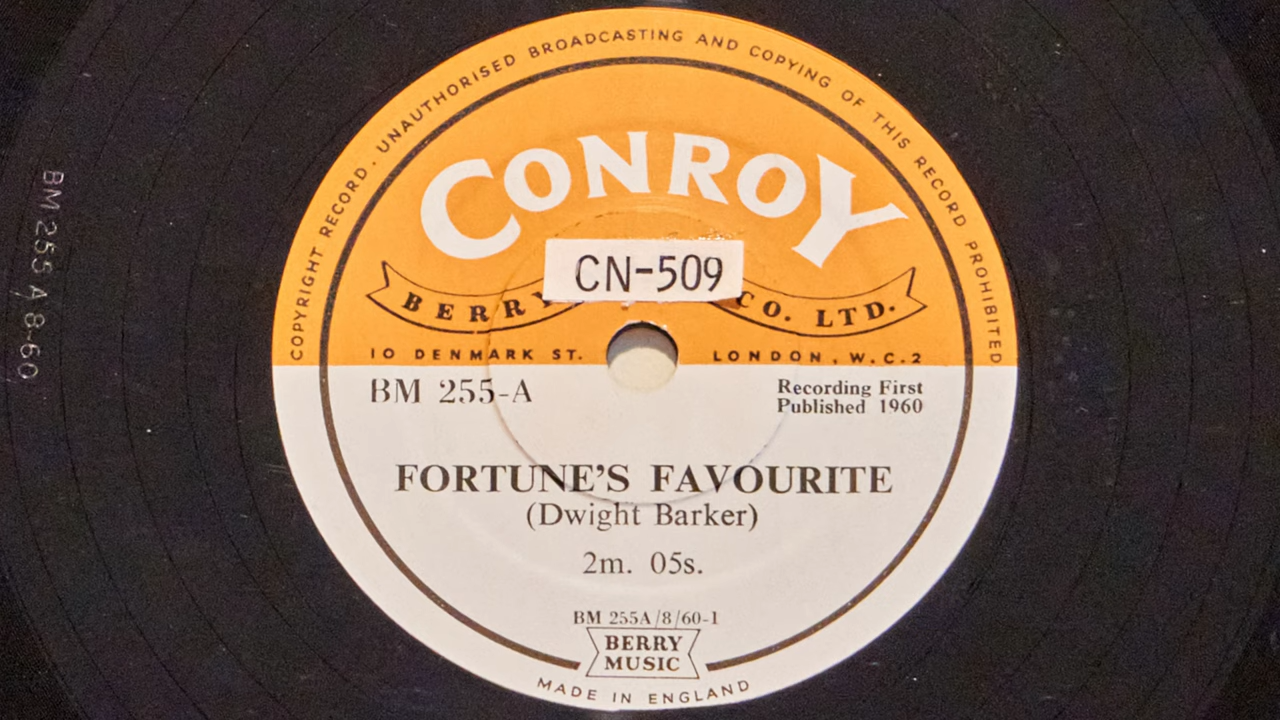 COPYRIGHT RECORD. UNAUTHORISED BROADCASTING AND COPYING OF THIS RECORD PROHIBITED
CONROY
CN-509
BERRY CO. LTD.
10 DENMARK ST. LONDON, W.C.2
BM 255-A
Recording First
Published 1960
FORTUNE'S FAVOURITE
(Dwight Barker)
2m. 05s.
BM 255A/8/60-1
BERRY
MUSIC
MADE IN ENGLAND
BM 255 A 8-60